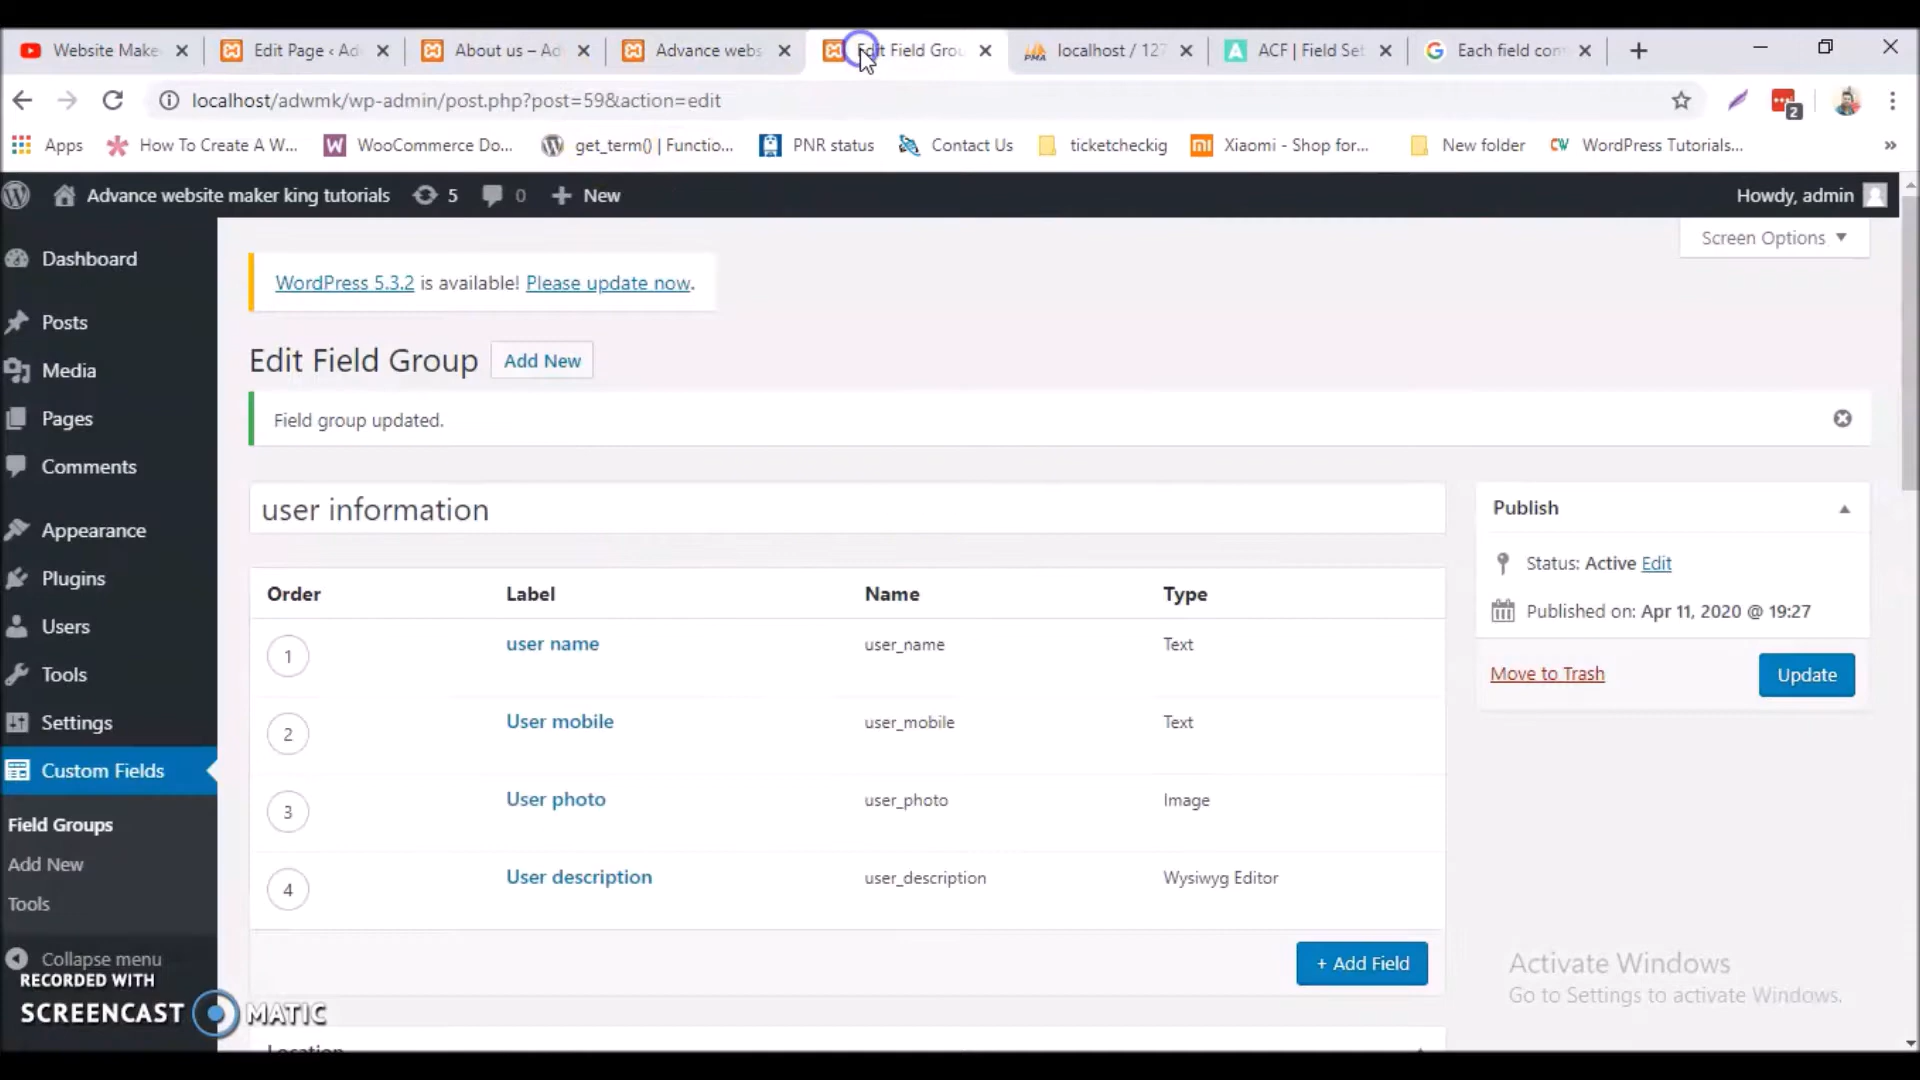 Website Make
Edit Page ‹ Ad
About us – Ad
Advance webs
Edit Field Grou
localhost / 127
ACF | Field Set
Each field con
localhost/adwmk/wp-admin/post.php?post=59&action=edit
2
Apps
How To Create A W...
WooCommerce Do...
get_term() | Functio...
PNR status
Contact Us
ticketcheckig
Xiaomi - Shop for...
New folder
WordPress Tutorials...
»
Advance website maker king tutorials
5
0
New
Howdy, admin
Screen Options
Dashboard
Posts
Media
Pages
Comments
Appearance
Plugins
Users
Tools
Settings
Custom Fields
Field Groups
Add New
Tools
Collapse menu
WordPress 5.3.2 is available! Please update now.
Edit Field Group
Add New
Field group updated.
user information
Order Label Name Type
1 user name user_name Text
2 User mobile user_mobile Text
3 User photo user_photo Image
4 User description user_description Wysiwyg Editor
+ Add Field
Location
Publish
Status: Active Edit
Published on: Apr 11, 2020 @ 19:27
Move to Trash
Update
Activate Windows
Go to Settings to activate Windows.
RECORDED WITH
SCREENCAST MATIC